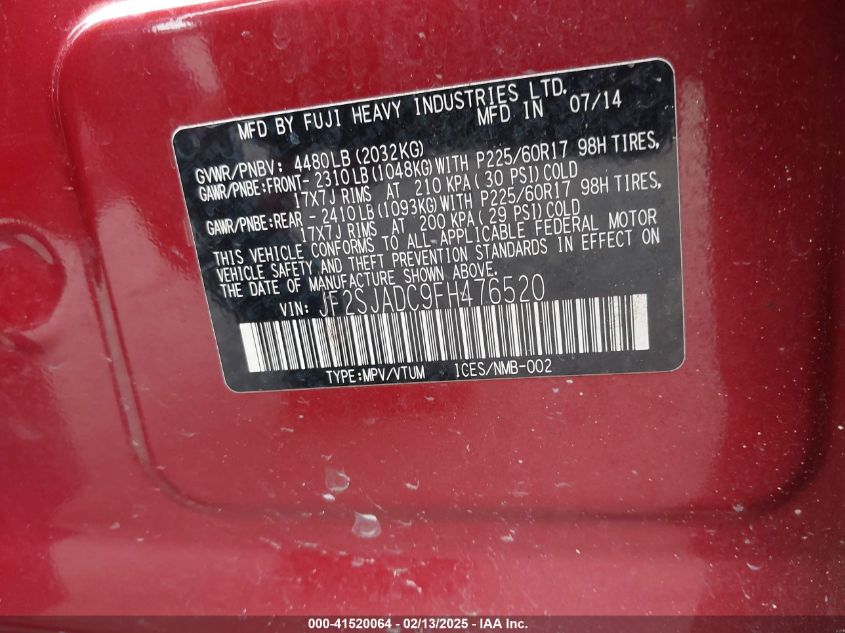 MFD BY FUJI HEAVY INDUSTRIES LTD.
MFD IN 07/14
GVWR/PNBV: 4480LB(2032KG)
GAWR/PNBE:FRONT- 2310LB(1048KG)WITH P225/60R17 98H TIRES,
17X7J RIMS AT 210 KPA(30 PSI)COLD
GAWR/PNBE:REAR - 2410LB(1093KG)WITH P225/60R17 98H TIRES,
17X7J RIMS AT 200 KPA(29 PSI)COLD
THIS VEHICLE CONFORMS TO ALL-APPLICABLE FEDERAL MOTOR
VEHICLE SAFETY AND THEFT PREVENTION STANDARDS IN EFFECT ON
THE DATE OF MANUFACTURE SHOWN ABOVE.
VIN: JF2SJADC9FH476520
TYPE:MPV/VTUM ICES/NMB-002
000-41520064 - 02/13/2025 - IAA Inc.